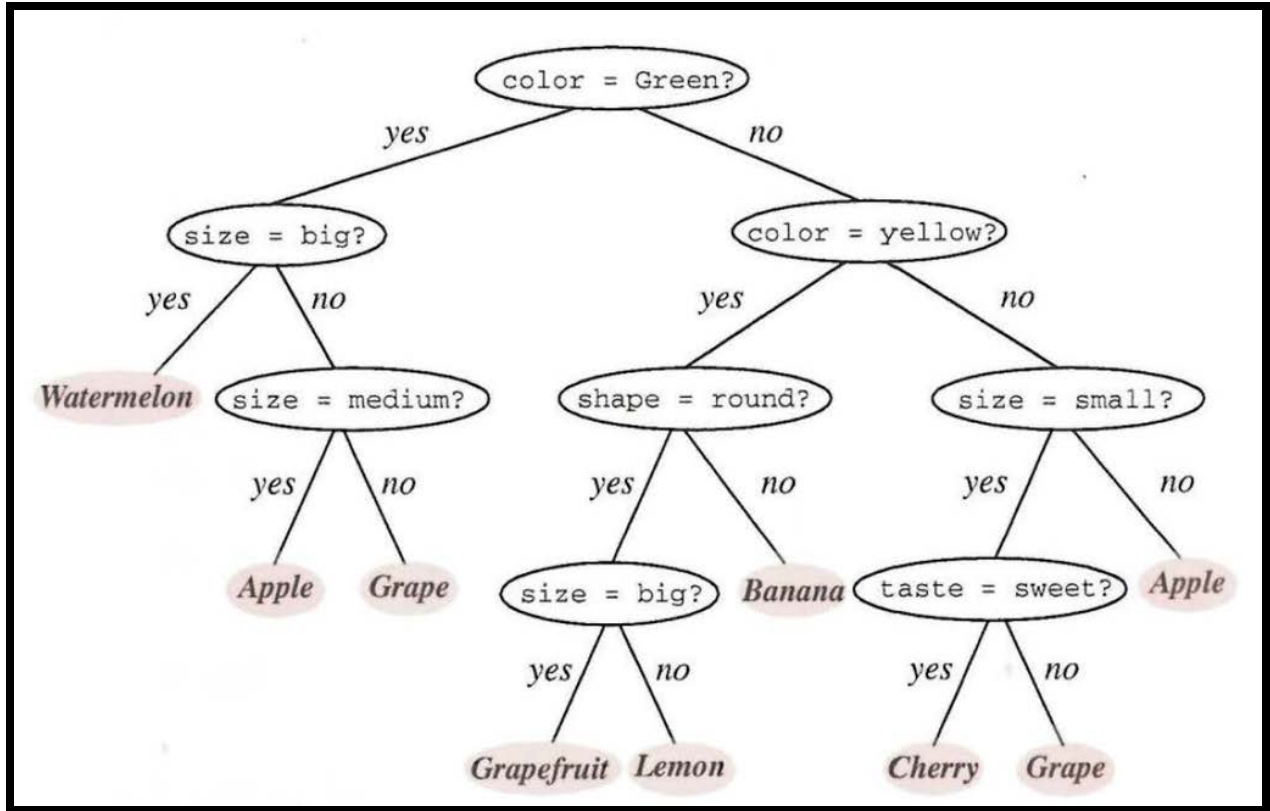 color = Green?
yes
no
size = big?
color = yellow?
yes
no
yes
no
Watermelon
size = medium?
shape = round?
size = small?
yes
no
yes
no
yes
no
Apple
Grape
size = big?
Banana
taste = sweet?
Apple
yes
no
yes
no
Grapefruit
Lemon
Cherry
Grape